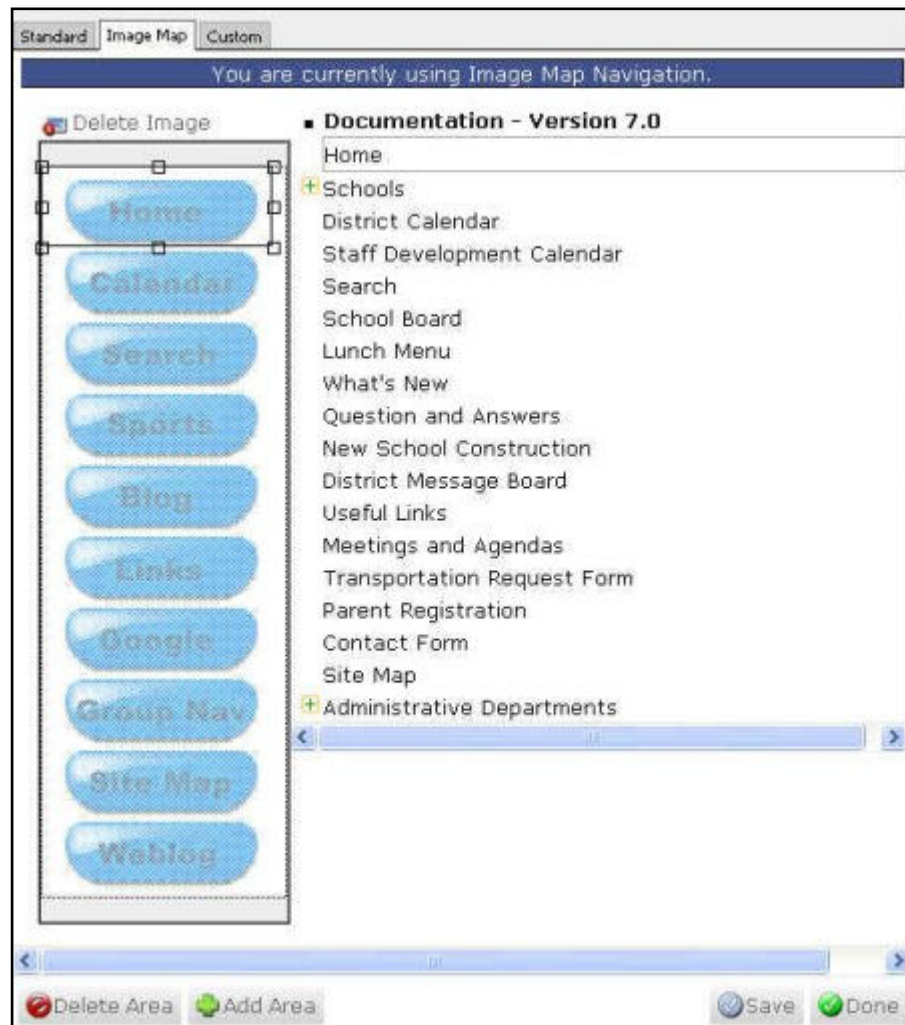 Standard Image Map Custom
You are currently using Image Map Navigation.
Delete Image
Home
Calendar
Search
Sports
Blog
Links
Google
Group Nav
Site Map
Weblog
Documentation - Version 7.0
Home
Schools
District Calendar
Staff Development Calendar
Search
School Board
Lunch Menu
What's New
Question and Answers
New School Construction
District Message Board
Useful Links
Meetings and Agendas
Transportation Request Form
Parent Registration
Contact Form
Site Map
Administrative Departments
Delete Area Add Area Save Done